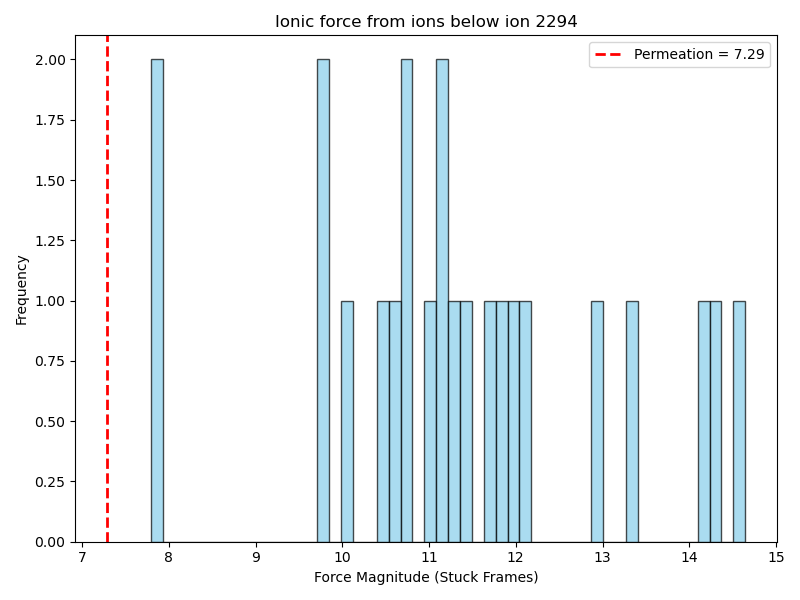 Ionic force from ions below ion 2294
Permeation = 7.29
2.00
1.75
1.50
1.25
1.00
0.75
0.50
0.25
0.00
Frequency
7 8 9 10 11 12 13 14 15
Force Magnitude (Stuck Frames)